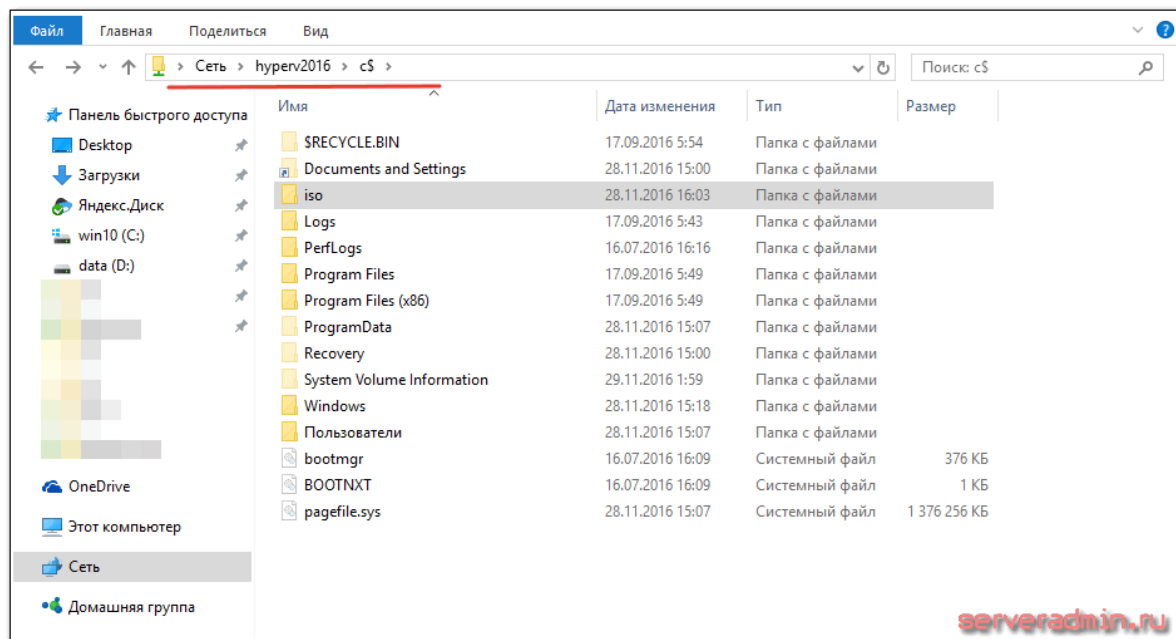 Файл Главная Поделиться Вид
Сеть hyperv2016 c$ Поиск: c$
Имя Дата изменения Тип Размер
Панель быстрого доступа
Desktop
Загрузки
Яндекс.Диск
win10 (C:)
data (D:)
OneDrive
Этот компьютер
Сеть
Домашняя группа
$RECYCLE.BIN 17.09.2016 5:54 Папка с файлами
Documents and Settings 28.11.2016 15:00 Папка с файлами
iso 28.11.2016 16:03 Папка с файлами
Logs 17.09.2016 5:43 Папка с файлами
PerfLogs 16.07.2016 16:16 Папка с файлами
Program Files 17.09.2016 5:49 Папка с файлами
Program Files (x86) 17.09.2016 5:49 Папка с файлами
ProgramData 28.11.2016 15:07 Папка с файлами
Recovery 28.11.2016 15:00 Папка с файлами
System Volume Information 29.11.2016 1:59 Папка с файлами
Windows 28.11.2016 15:18 Папка с файлами
Пользователи 28.11.2016 15:07 Папка с файлами
bootmgr 16.07.2016 16:09 Системный файл 376 КБ
BOOTNXT 16.07.2016 16:09 Системный файл 1 КБ
pagefile.sys 28.11.2016 15:07 Системный файл 1 376 256 КБ
serveradmin.ru